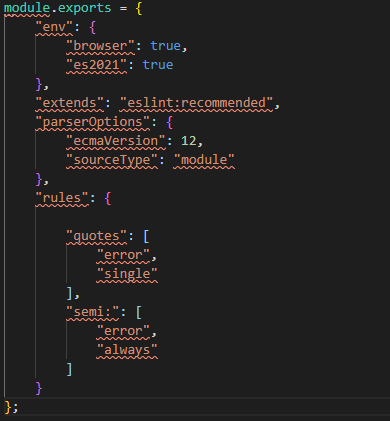 module.exports = {
    "env": {
        "browser": true,
        "es2021": true
    },
    "extends": "eslint:recommended",
    "parserOptions": {
        "ecmaVersion": 12,
        "sourceType": "module"
    },
    "rules": {

        "quotes": [
            "error",
            "single"
        ],
        "semi:": [
            "error",
            "always"
        ]
    }
};